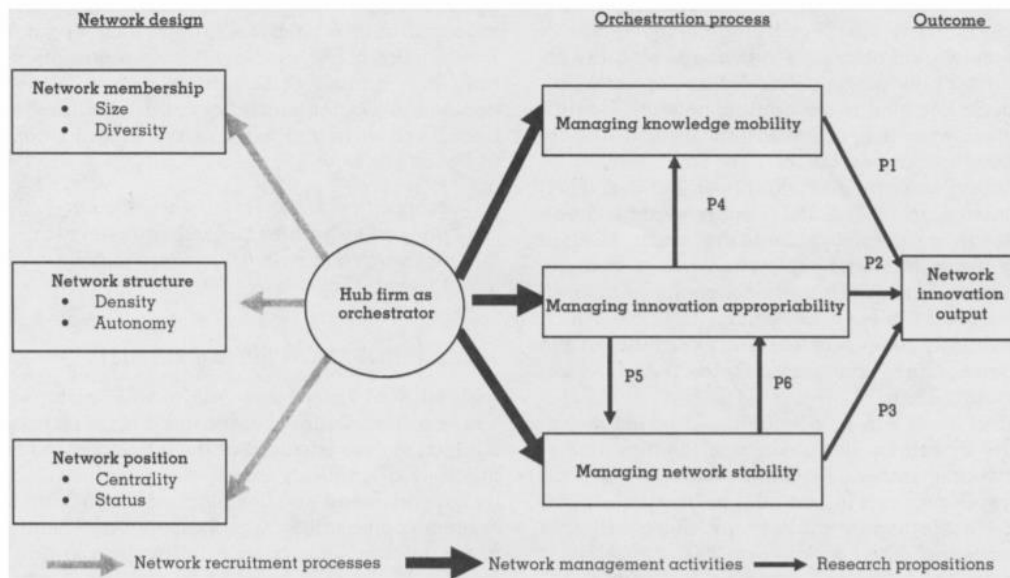 Network design
Orchestration process
Outcome
Network membership
• Size
• Diversity
Managing knowledge mobility
P1
P4
Network structure
• Density
• Autonomy
Hub firm as
orchestrator
Managing innovation appropriability
P2
Network
innovation
output
P5
P6
P3
Network position
• Centrality
• Status
Managing network stability
Network recruitment processes
Network management activities
Research propositions